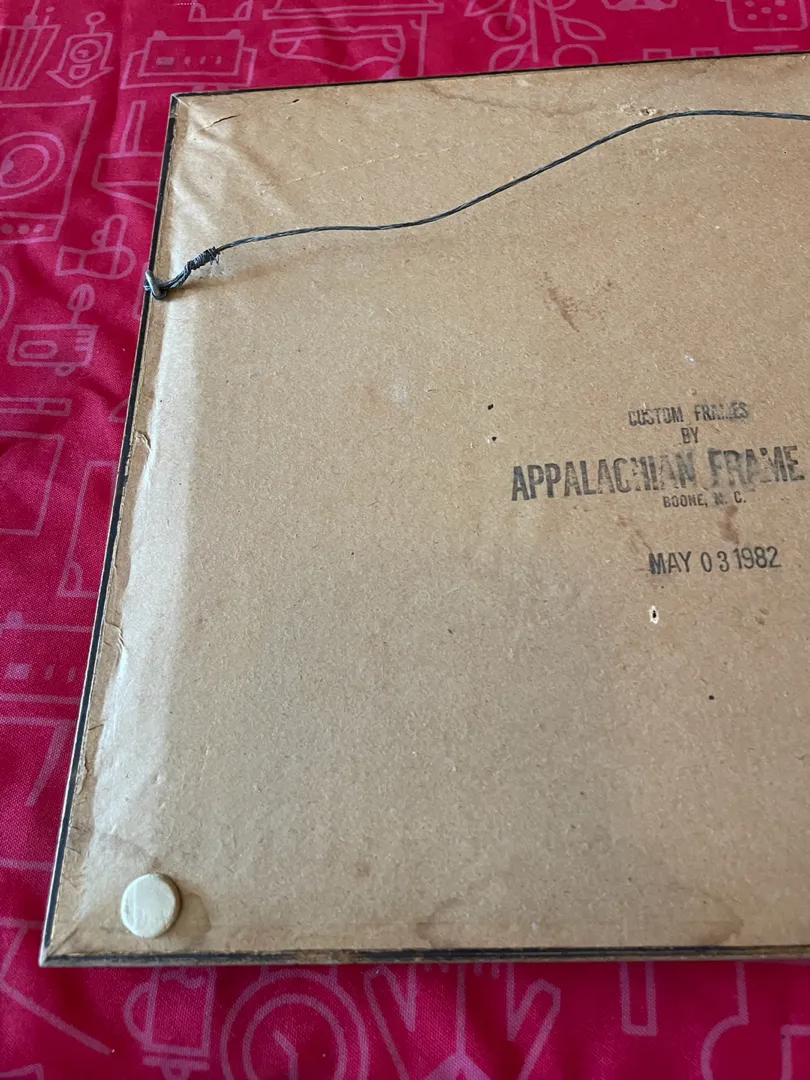 CUSTOM FRAMES
BY
APPALACHIAN FRAME
BOONE, N. C.
MAY 03 1982